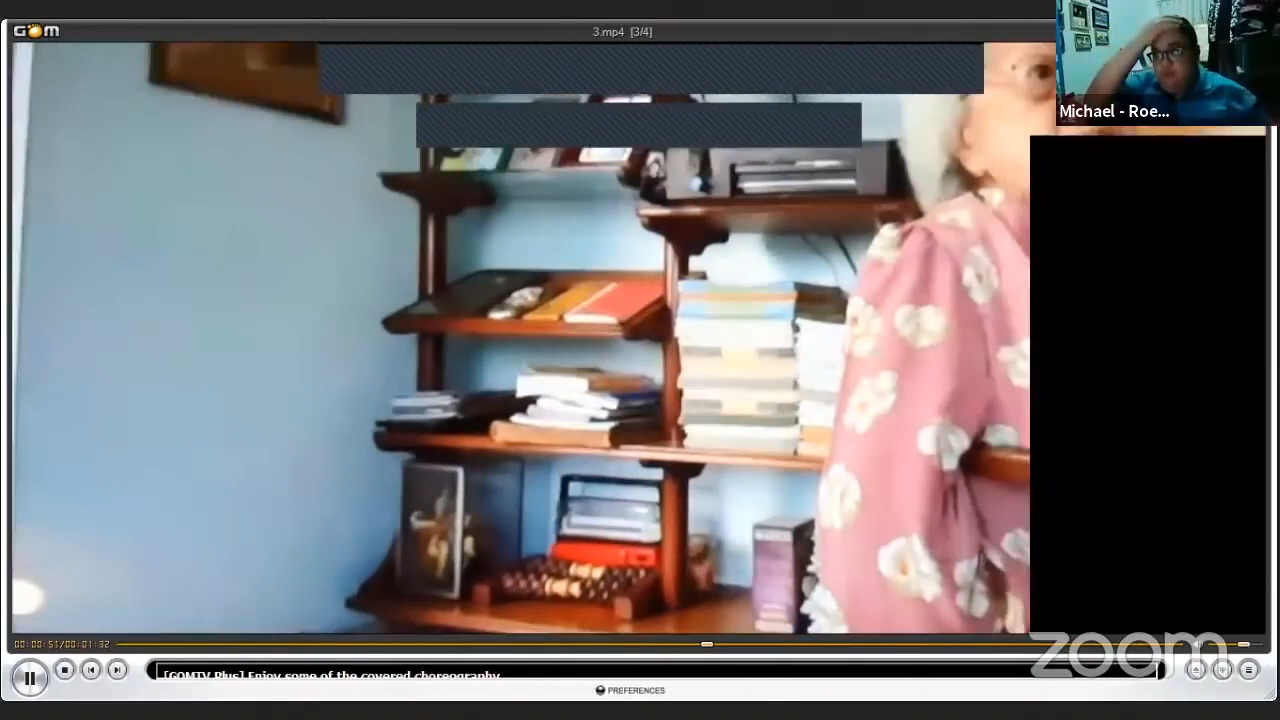 GOM
3.mp4 [3/4]
Michael - Roe...
00:00:51/00:01:32
[GOMTV Plus] Enjoy some of the covered choreography
PREFERENCES
zoom